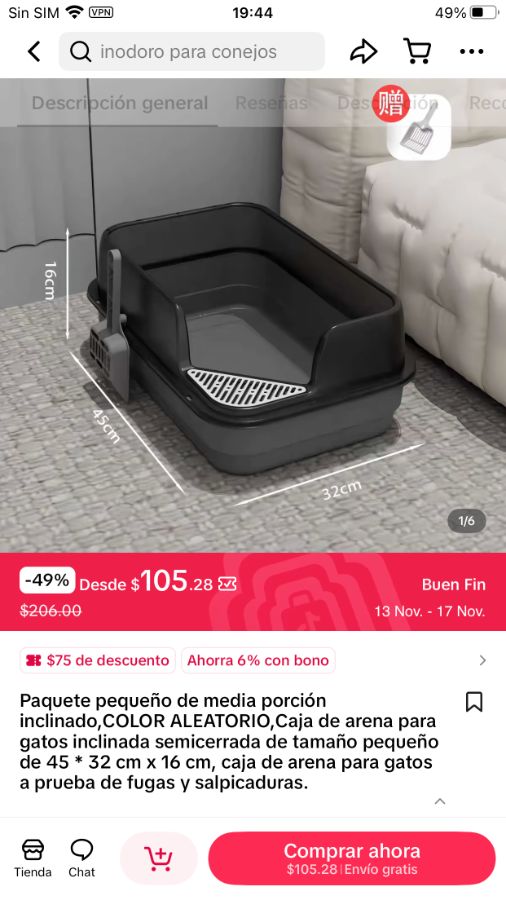 Sin SIM VPN 19:44 49%
inodoro para conejos
Descripción general Reseñas Descripción Reco
赠
16cm
45cm
32cm
1/6
-49% Desde $105.28 Buen Fin
$206.00 13 Nov. - 17 Nov.
$75 de descuento Ahorra 6% con bono
Paquete pequeño de media porción
inclinado,COLOR ALEATORIO,Caja de arena para
gatos inclinada semicerrada de tamaño pequeño
de 45 * 32 cm x 16 cm, caja de arena para gatos
a prueba de fugas y salpicaduras.
Comprar ahora
Tienda Chat $105.28 | Envío gratis